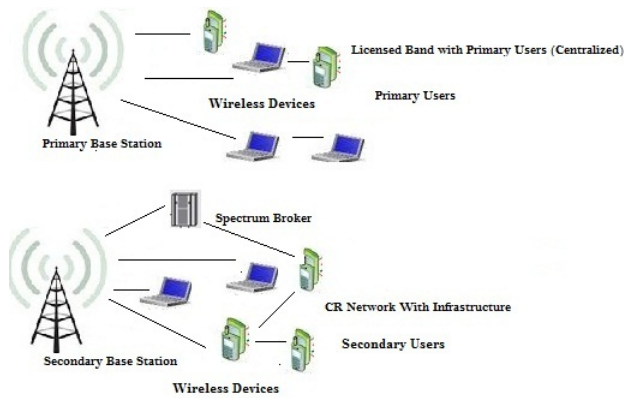 Licensed Band with Primary Users (Centralized)
Wireless Devices
Primary Users
Primary Base Station
Spectrum Broker
CR Network With Infrastructure
Secondary Users
Secondary Base Station
Wireless Devices